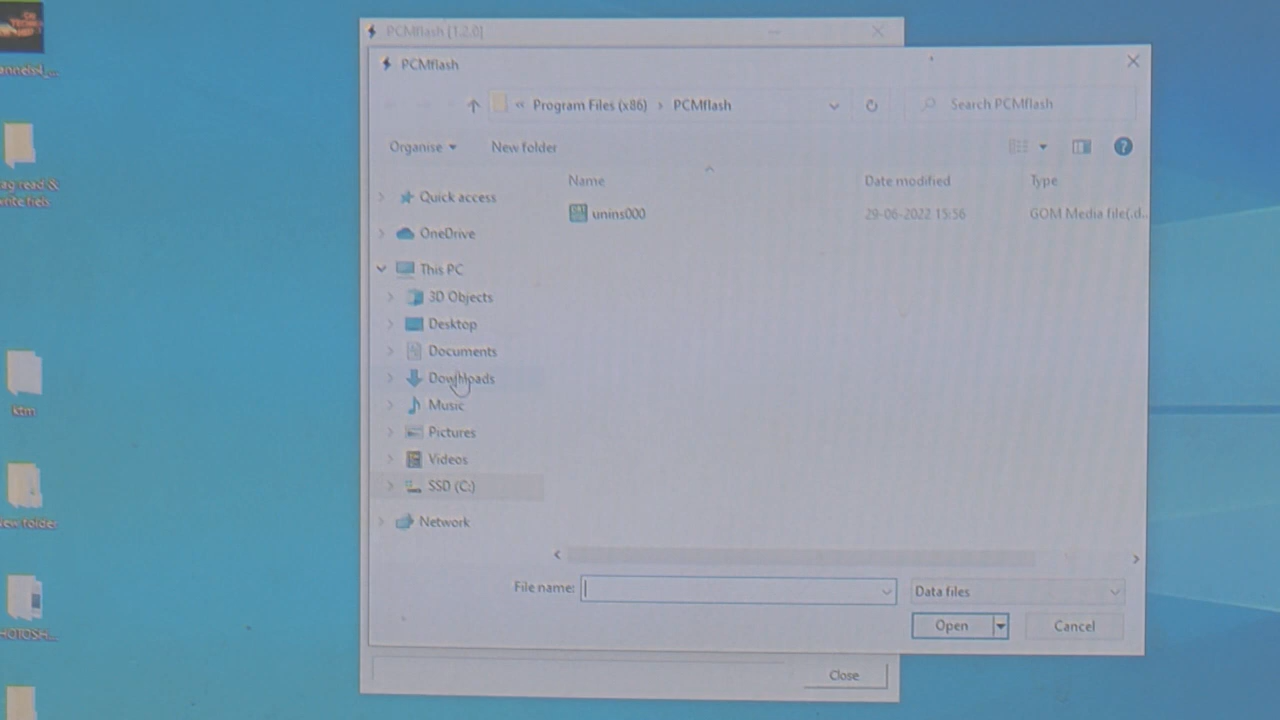 PCMflash [1.2.0]
PCMflash
« Program Files (x86) › PCMflash
Search PCMflash
Organise
New folder
Name
Date modified
Type
unins000
29-06-2022 15:56
GOM Media file(.d...
Quick access
OneDrive
This PC
3D Objects
Desktop
Documents
Downloads
Music
Pictures
Videos
SSD (C:)
Network
File name:
Data files
Open
Cancel
Close
ktm